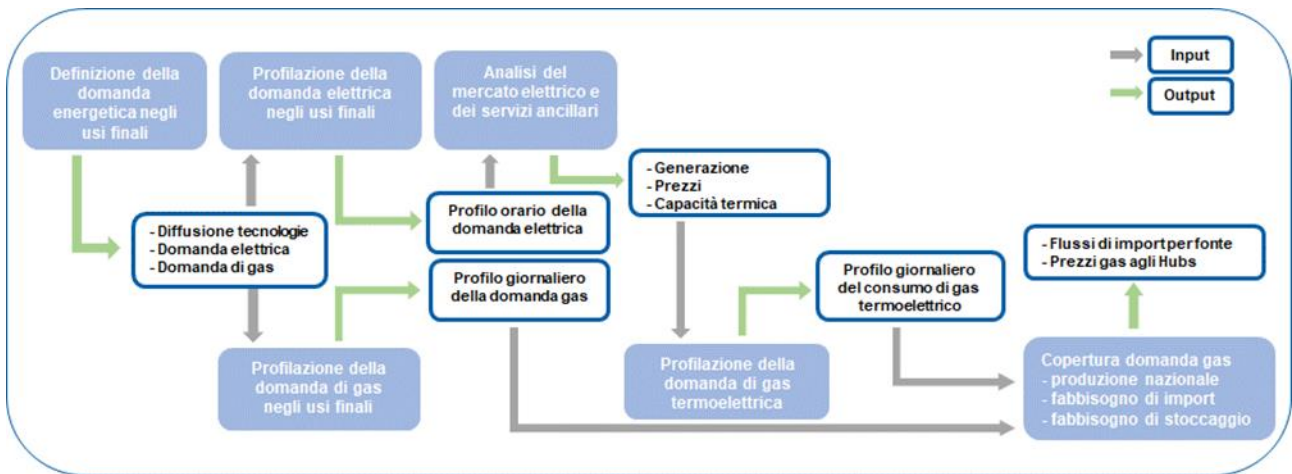 Definizione della
domanda
energetica negli
usi finali
Profilazione della
domanda elettrica
negli usi finali
Analisi del
mercato elettrico e
dei servizi ancillari
Input
Output
- Generazione
- Prezzi
- Capacità termica
- Diffusione tecnologie
- Domanda elettrica
- Domanda di gas
Profilo orario della
domanda elettrica
Profilo giornaliero
della domanda gas
Profilo giornaliero
del consumo di gas
termoelettrico
- Flussi di import per fonte
- Prezzi gas agli Hubs
Profilazione della
domanda di gas
negli usi finali
Profilazione della
domanda di gas
termoelettrica
Copertura domanda gas
- produzione nazionale
- fabbisogno di import
- fabbisogno di stoccaggio